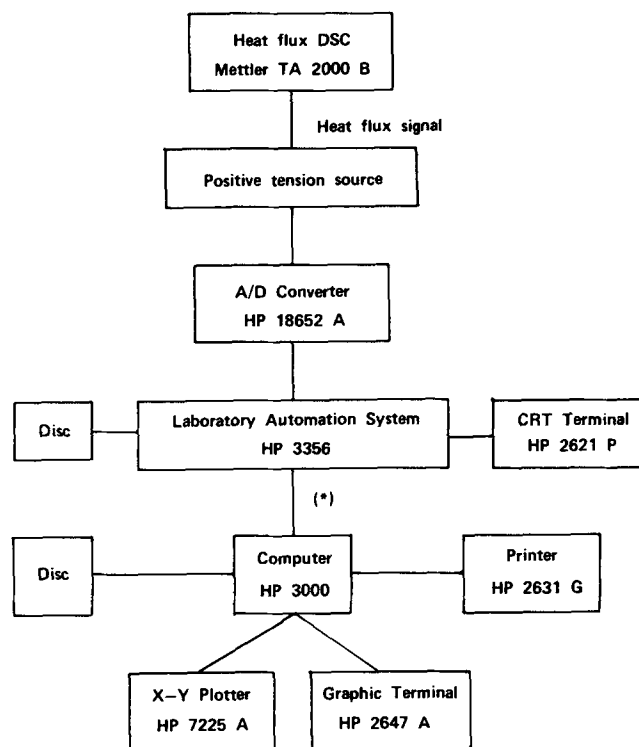 Heat flux DSC
Mettler TA 2000 B
Heat flux signal
Positive tension source
A/D Converter
HP 18652 A
Disc
Laboratory Automation System
HP 3356
CRT Terminal
HP 2621 P
(*)
Disc
Computer
HP 3000
Printer
HP 2631 G
X-Y Plotter
HP 7225 A
Graphic Terminal
HP 2647 A